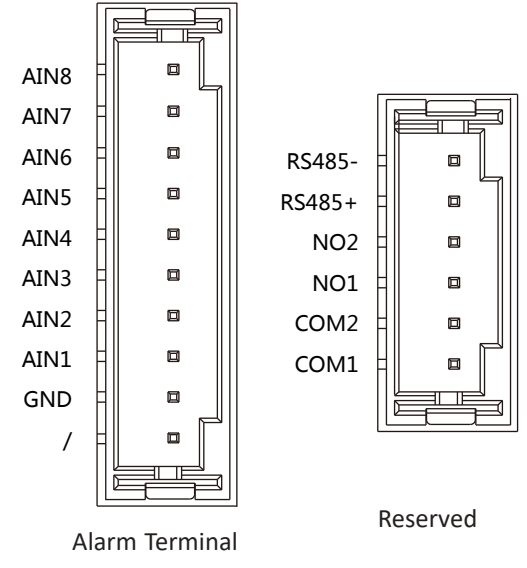 AIN8
AIN7
AIN6
AIN5
AIN4
AIN3
AIN2
AIN1
GND
/
Alarm Terminal
RS485-
RS485+
NO2
NO1
COM2
COM1
Reserved